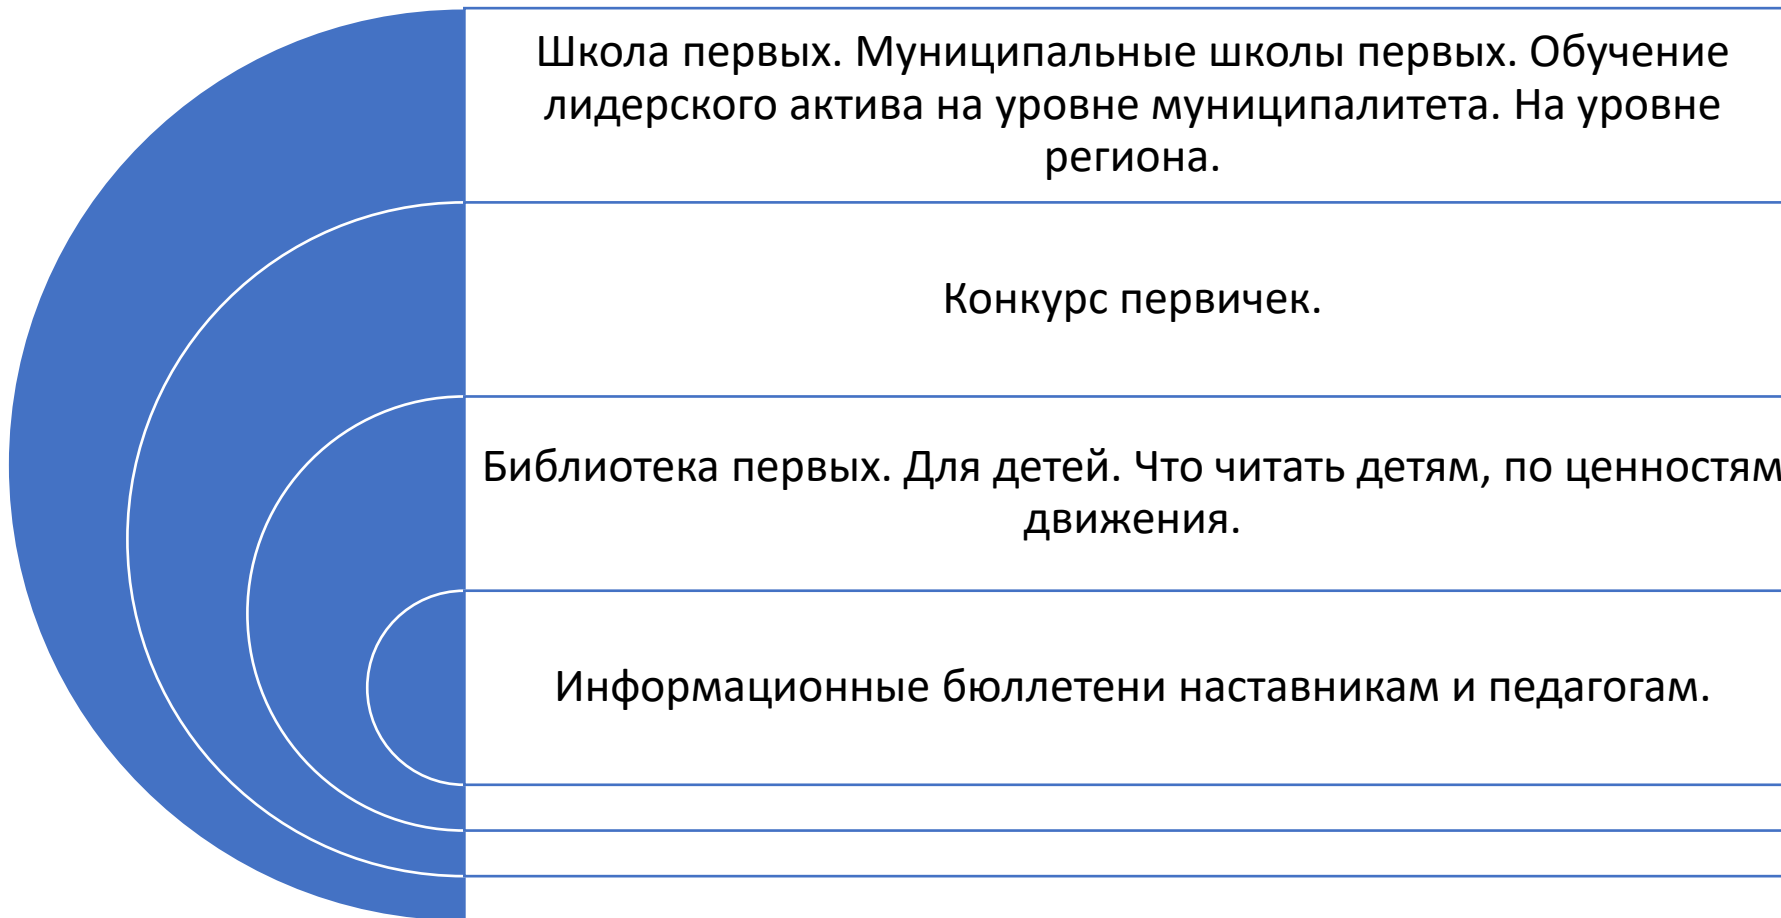 Школа первых. Муниципальные школы первых. Обучение
лидерского актива на уровне муниципалитета. На уровне
региона.
Конкурс первичек.
Библиотека первых. Для детей. Что читать детям, по ценностям
движения.
Информационные бюллетени наставникам и педагогам.